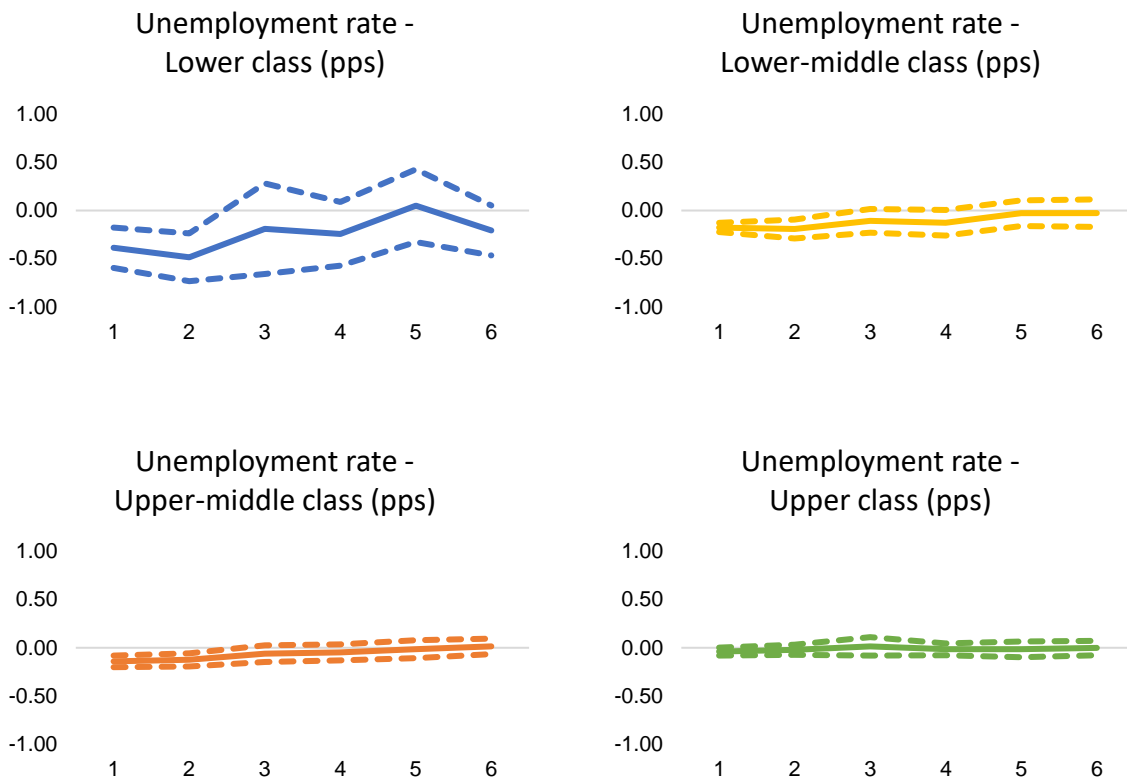 Unemployment rate -
Lower class (pps)
1.00
0.50
0.00
-0.50
-1.00
1 2 3 4 5 6
Unemployment rate -
Lower-middle class (pps)
1.00
0.50
0.00
-0.50
-1.00
1 2 3 4 5 6
Unemployment rate -
Upper-middle class (pps)
1.00
0.50
0.00
-0.50
-1.00
1 2 3 4 5 6
Unemployment rate -
Upper class (pps)
1.00
0.50
0.00
-0.50
-1.00
1 2 3 4 5 6